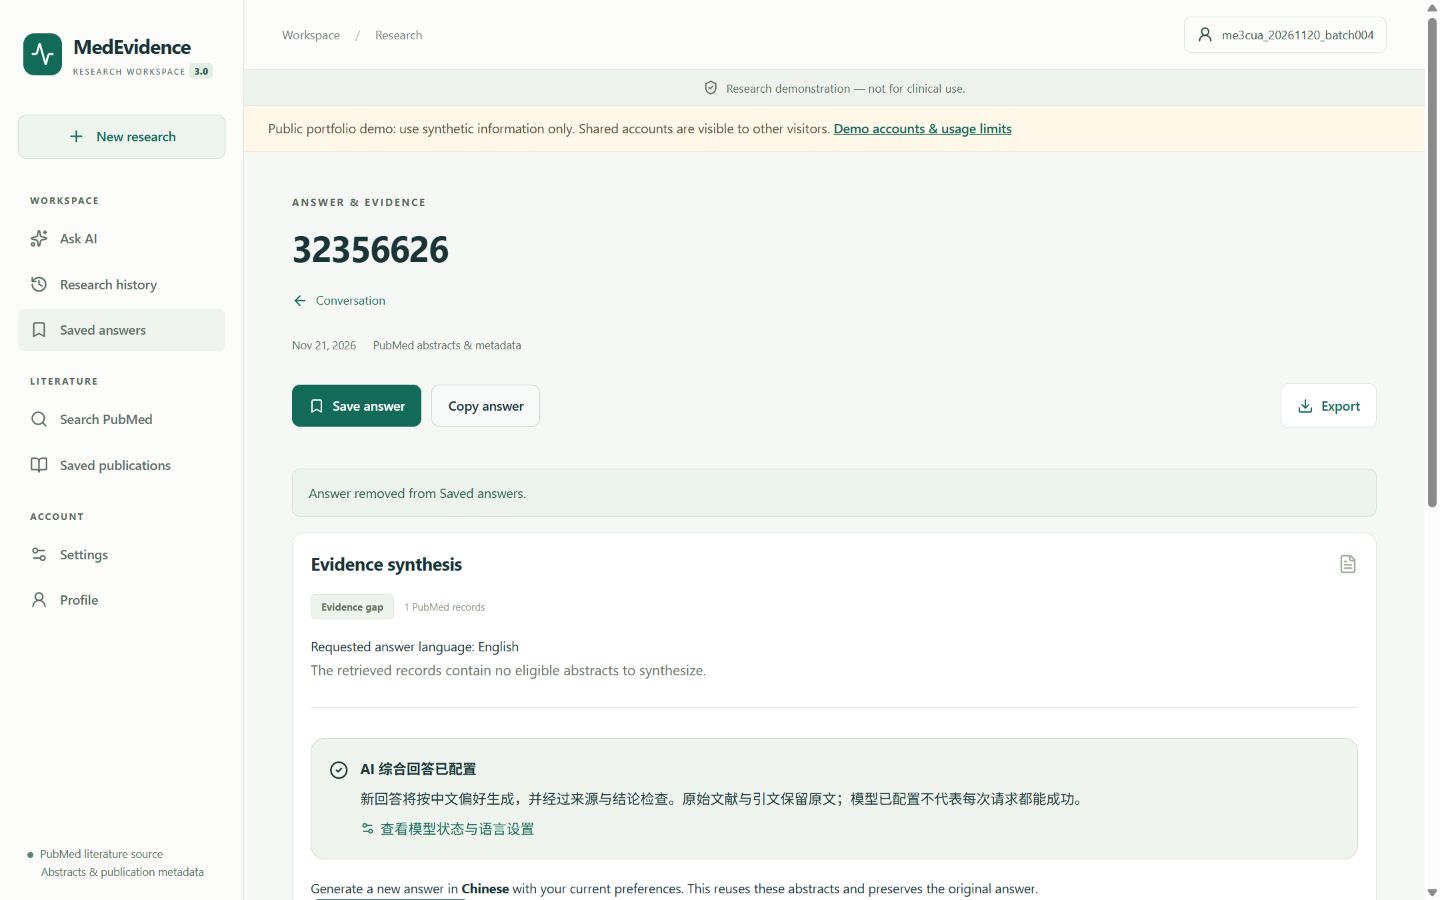 MedEvidence
RESEARCH WORKSPACE 3.0
New research
WORKSPACE
Ask AI
Research history
Saved answers
LITERATURE
Search PubMed
Saved publications
ACCOUNT
Settings
Profile
PubMed literature source
Abstracts & publication metadata
Workspace / Research
me3cua_20261120_batch004
Research demonstration — not for clinical use.
Public portfolio demo: use synthetic information only. Shared accounts are visible to other visitors. Demo accounts & usage limits
ANSWER & EVIDENCE
32356626
Conversation
Nov 21, 2026 PubMed abstracts & metadata
Save answer
Copy answer
Export
Answer removed from Saved answers.
Evidence synthesis
Evidence gap 1 PubMed records
Requested answer language: English
The retrieved records contain no eligible abstracts to synthesize.
AI 综合回答已配置
新回答将按中文偏好生成，并经过来源与结论检查。原始文献与引文保留原文；模型已配置不代表每次请求都能成功。
查看模型状态与语言设置
Generate a new answer in Chinese with your current preferences. This reuses these abstracts and preserves the original answer.